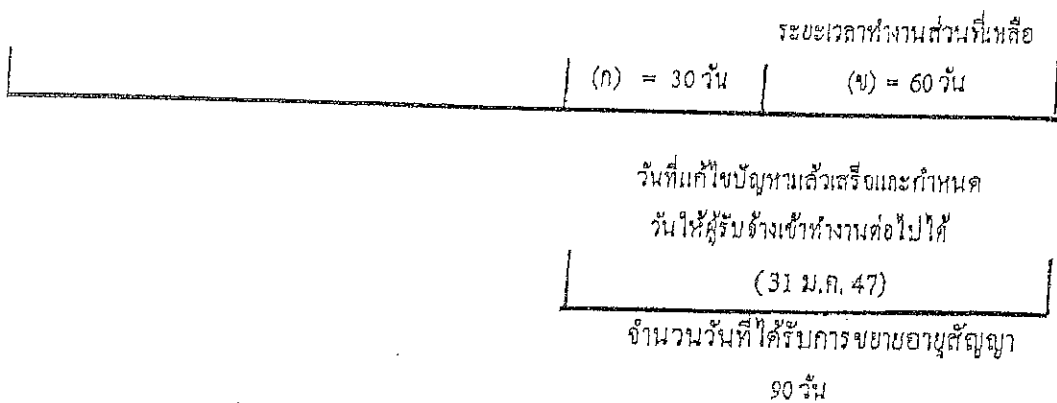 ระยะเวลาทำงานส่วนที่เหลือ
(ก) = 30 วัน (ข) = 60 วัน
วันที่แก้ไขปัญหาแล้วเสร็จและกำหนด
วันให้ผู้รับจ้างเข้าทำงานต่อไปได้
(31 ม.ค. 47)
จำนวนวันที่ได้รับการขยายอายุสัญญา
90 วัน